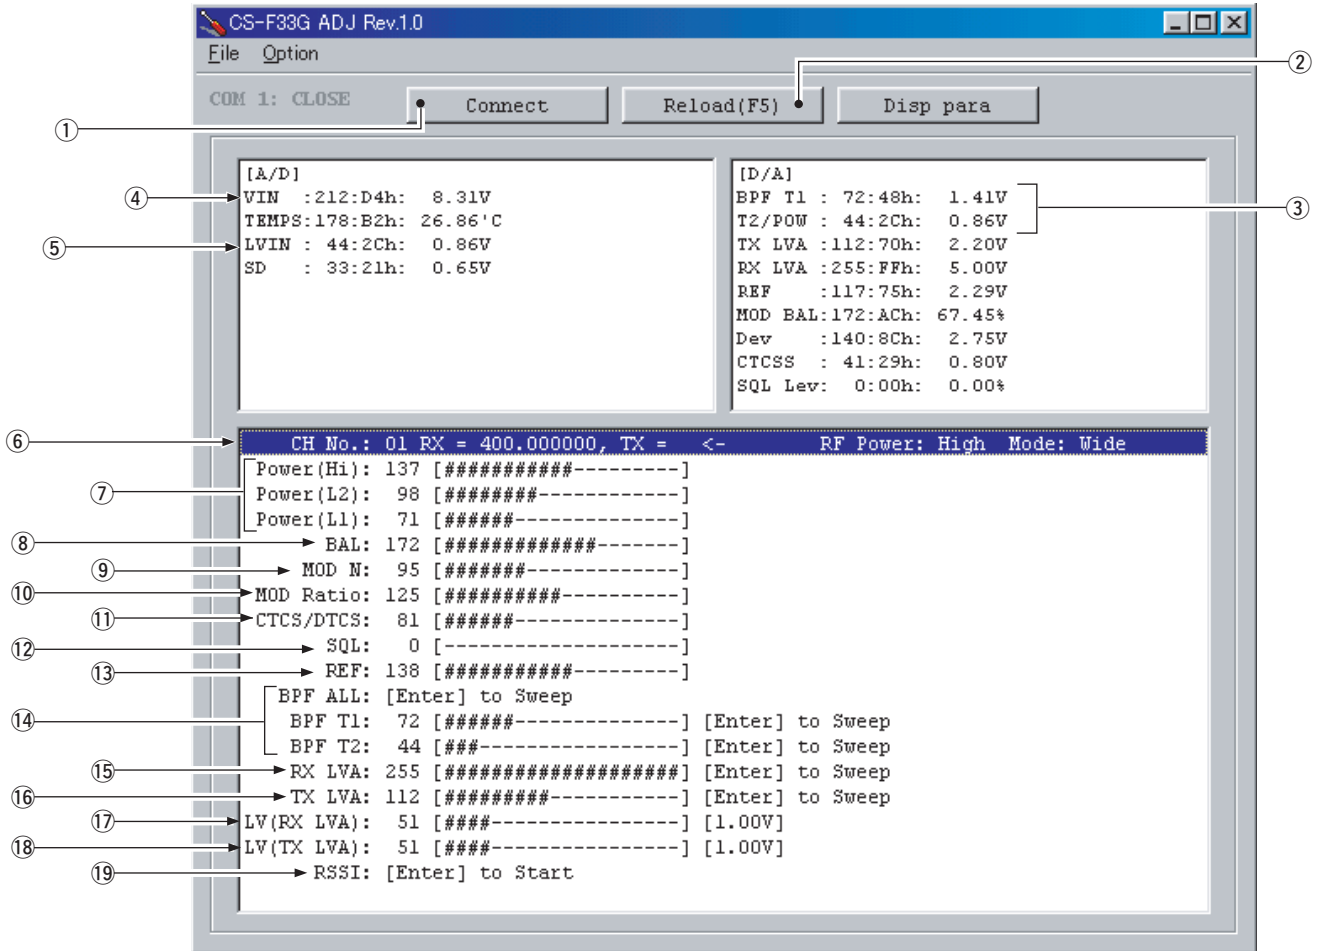 CS-F33G ADJ Rev.1.0
File Option
②
COM 1: CLOSE Connect Reload(F5) Disp para
①
[A/D]
④ VIN :212:D4h: 8.31V
TEMPS:178:B2h: 26.86'C
⑤ LVIN : 44:2Ch: 0.86V
SD : 33:21h: 0.65V
[D/A]
BPF T1 : 72:48h: 1.41V
③
T2/POW : 44:2Ch: 0.86V
TX LVA :112:70h: 2.20V
RX LVA :255:FFh: 5.00V
REF :117:75h: 2.29V
MOD BAL:172:ACh: 67.45%
Dev :140:8Ch: 2.75V
CTCSS : 41:29h: 0.80V
SQL Lev: 0:00h: 0.00%
⑥ CH No.: 01 RX = 400.000000, TX = <- RF Power: High Mode: Wide
Power(Hi): 137 [###########---------]
⑦ Power(L2): 98 [########------------]
Power(L1): 71 [######--------------]
⑧ BAL: 172 [#############-------]
⑨ MOD N: 95 [#######-------------]
⑩ MOD Ratio: 125 [##########----------]
⑪ CTCS/DTCS: 81 [######--------------]
⑫ SQL: 0 [--------------------]
⑬ REF: 138 [###########---------]
BPF ALL: [Enter] to Sweep
⑭ BPF T1: 72 [######--------------] [Enter] to Sweep
BPF T2: 44 [###-----------------] [Enter] to Sweep
⑮ RX LVA: 255 [####################] [Enter] to Sweep
⑯ TX LVA: 112 [#########-----------] [Enter] to Sweep
⑰ LV(RX LVA): 51 [####----------------] [1.00V]
⑱ LV(TX LVA): 51 [####----------------] [1.00V]
⑲ RSSI: [Enter] to Start